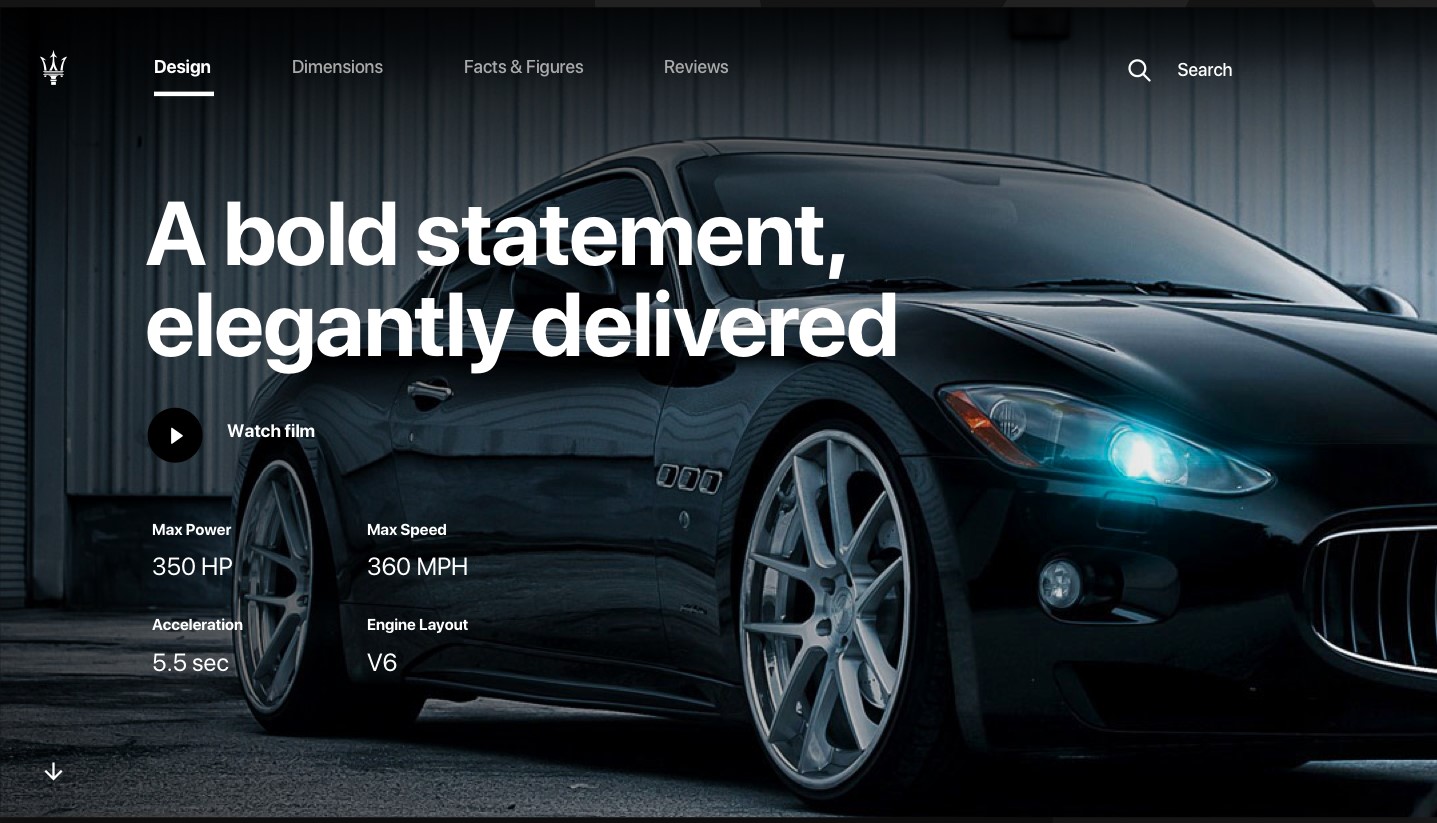 Design
Dimensions
Facts & Figures
Reviews
Search
A bold statement,
elegantly delivered
Watch film
Max Power
Max Speed
350 HP
360 MPH
Acceleration
Engine Layout
5.5 sec
V6